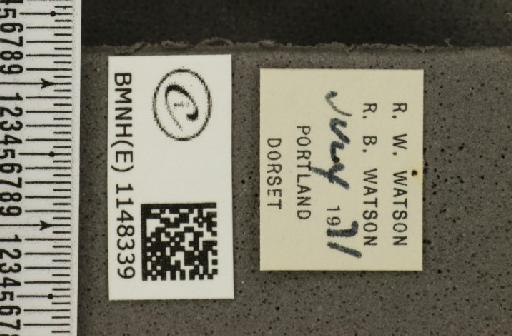 BMNH(E) 1148339
R. W. WATSON
R. B. WATSON
July 1971
PORTLAND
DORSET